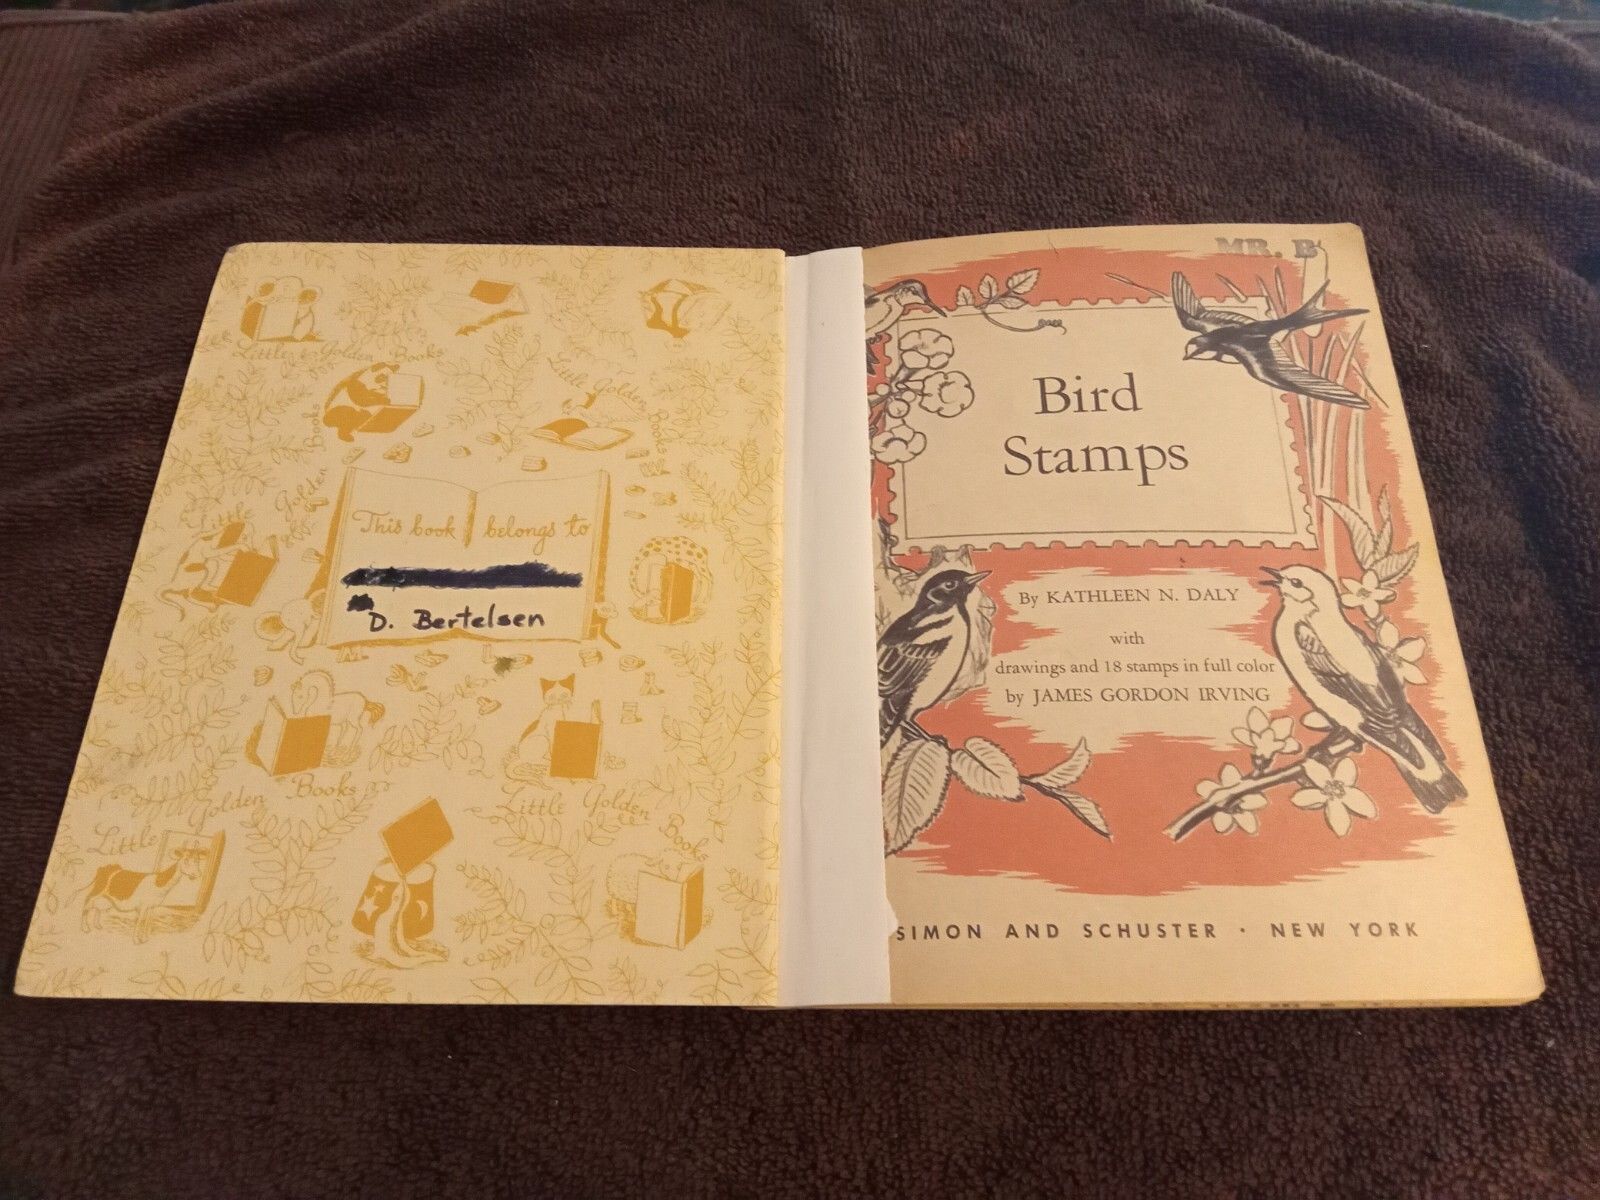 Little Golden Books
Little Golden Books
Little Golden Books
This book belongs to
D. Bertelsen
Little Golden Books
Little Golden Books
MR. B
Bird
Stamps
By KATHLEEN N. DALY
with
drawings and 18 stamps in full color
by JAMES GORDON IRVING
SIMON AND SCHUSTER · NEW YORK